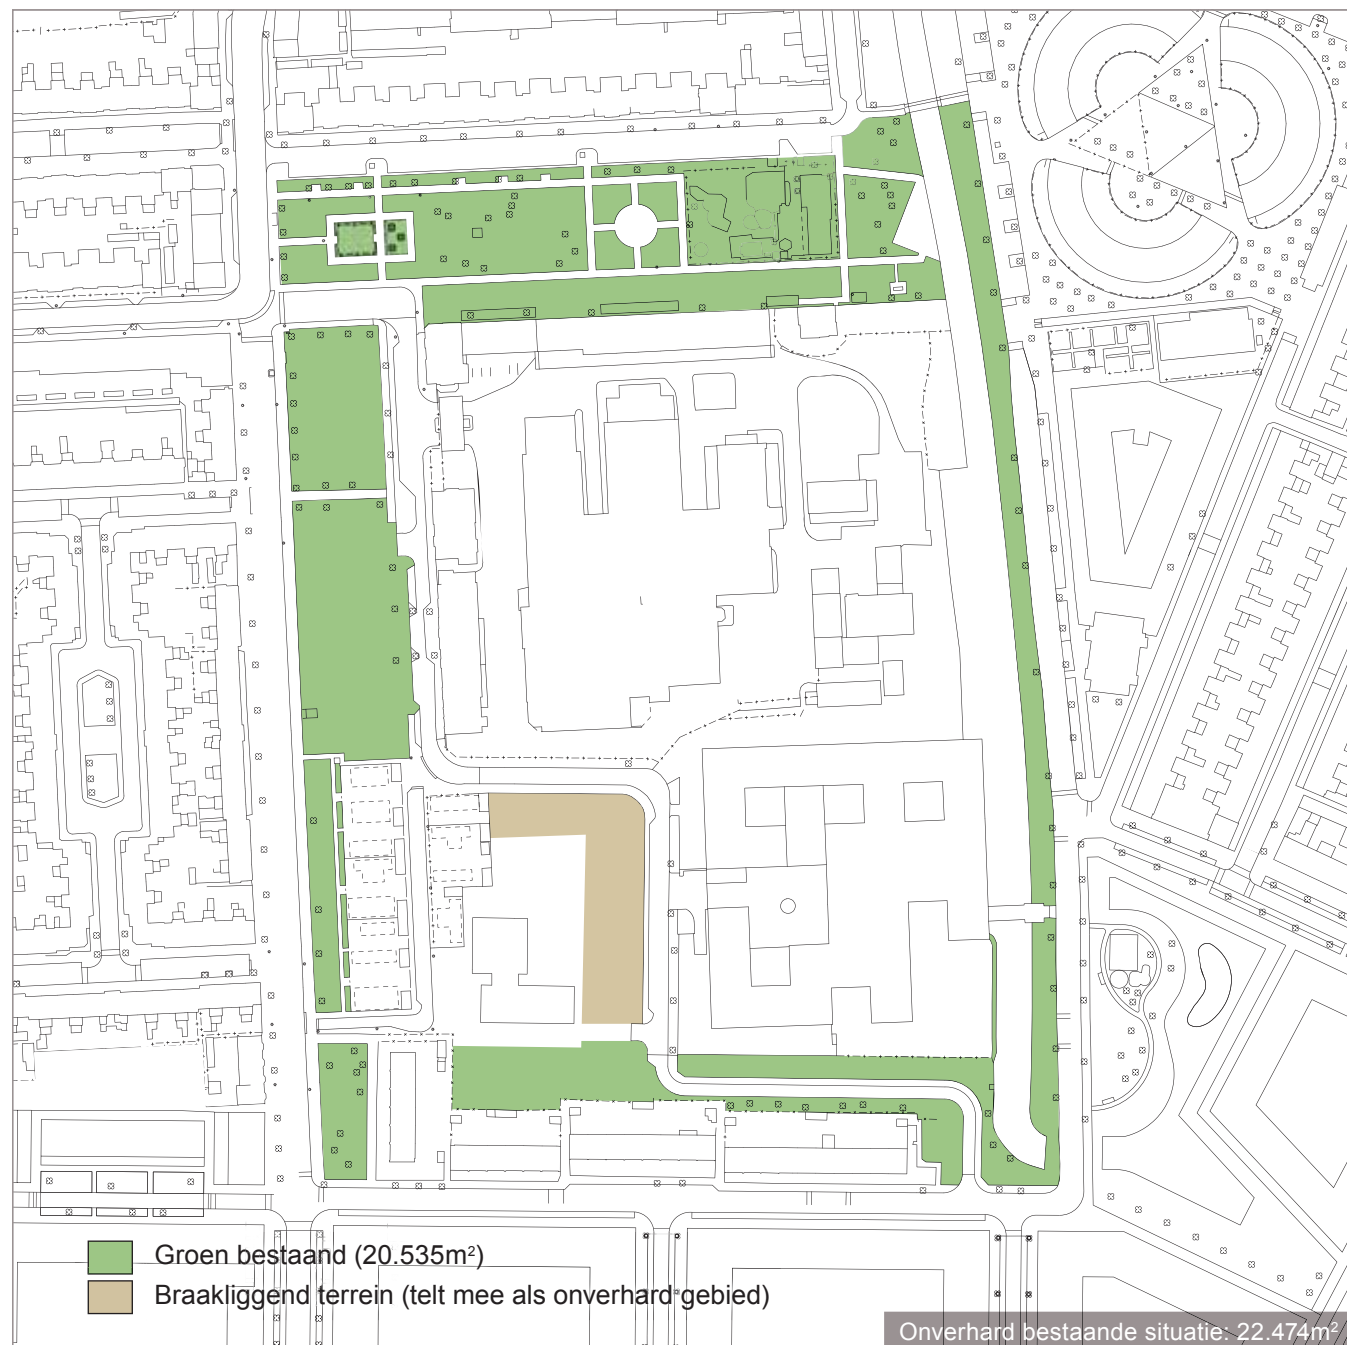 Groen bestaand (20.535m²)
Braakliggend terrein (telt mee als onverhard gebied)
Onverhard bestaande situatie: 22.474m²